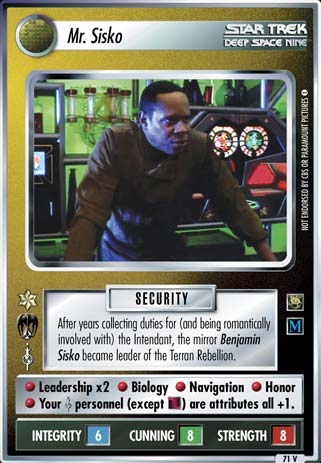 Mr. Sisko
STAR TREK
DEEP SPACE NINE
NOT ENDORSED BY CBS OR PARAMOUNT PICTURES 1
SECURITY
After years collecting duties for (and being romantically
involved with) the Intendant, the mirror Benjamin
Sisko became leader of the Terran Rebellion.
M
• Leadership x2 • Biology • Navigation • Honor
• Your personnel (except ) are attributes all +1.
INTEGRITY 6 CUNNING 8 STRENGTH 8
71 V